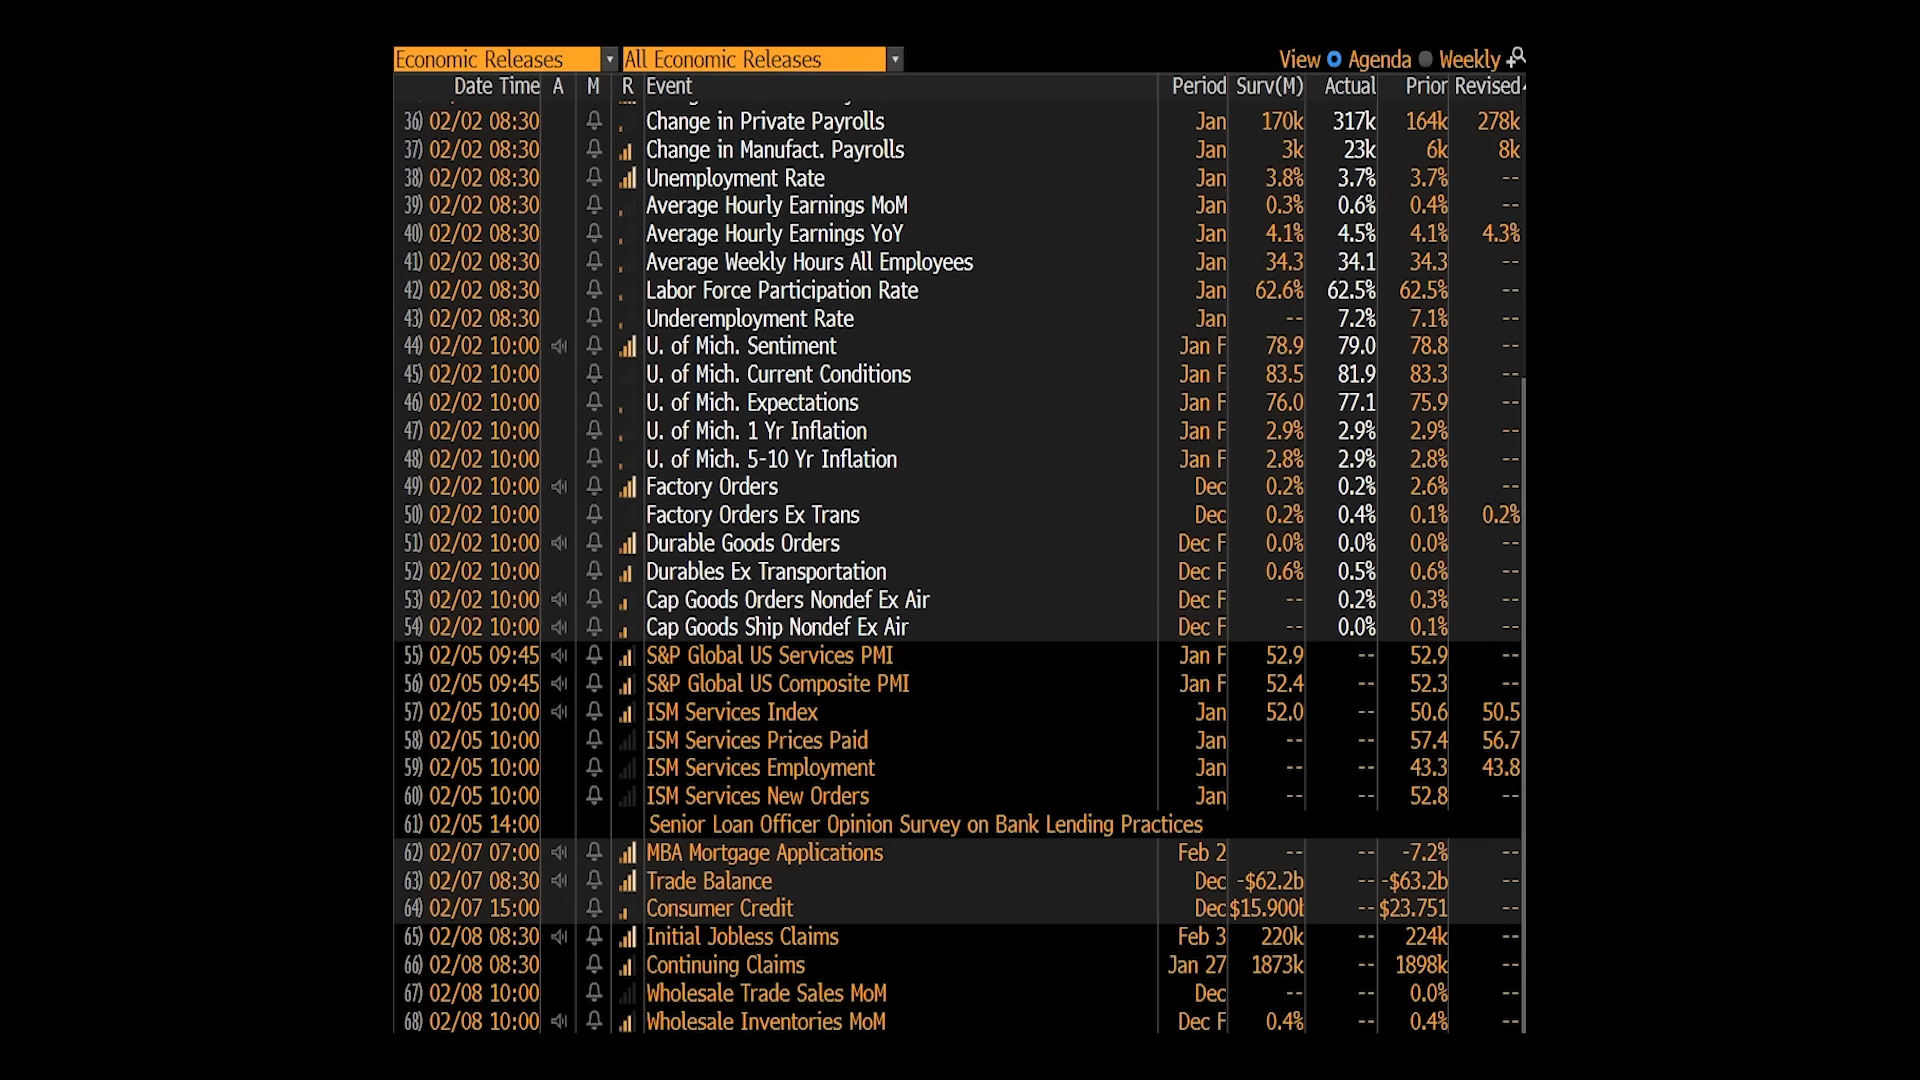 Economic Releases All Economic Releases View Agenda Weekly
Date Time A M R Event Period Surv(M) Actual Prior Revised
36) 02/02 08:30 Change in Private Payrolls Jan 170k 317k 164k 278k
37) 02/02 08:30 Change in Manufact. Payrolls Jan 3k 23k 6k 8k
38) 02/02 08:30 Unemployment Rate Jan 3.8% 3.7% 3.7% --
39) 02/02 08:30 Average Hourly Earnings MoM Jan 0.3% 0.6% 0.4% --
40) 02/02 08:30 Average Hourly Earnings YoY Jan 4.1% 4.5% 4.1% 4.3%
41) 02/02 08:30 Average Weekly Hours All Employees Jan 34.3 34.1 34.3 --
42) 02/02 08:30 Labor Force Participation Rate Jan 62.6% 62.5% 62.5% --
43) 02/02 08:30 Underemployment Rate Jan -- 7.2% 7.1% --
44) 02/02 10:00 U. of Mich. Sentiment Jan F 78.9 79.0 78.8 --
45) 02/02 10:00 U. of Mich. Current Conditions Jan F 83.5 81.9 83.3 --
46) 02/02 10:00 U. of Mich. Expectations Jan F 76.0 77.1 75.9 --
47) 02/02 10:00 U. of Mich. 1 Yr Inflation Jan F 2.9% 2.9% 2.9% --
48) 02/02 10:00 U. of Mich. 5-10 Yr Inflation Jan F 2.8% 2.9% 2.8% --
49) 02/02 10:00 Factory Orders Dec 0.2% 0.2% 2.6% --
50) 02/02 10:00 Factory Orders Ex Trans Dec 0.2% 0.4% 0.1% 0.2%
51) 02/02 10:00 Durable Goods Orders Dec F 0.0% 0.0% 0.0% --
52) 02/02 10:00 Durables Ex Transportation Dec F 0.6% 0.5% 0.6% --
53) 02/02 10:00 Cap Goods Orders Nondef Ex Air Dec F -- 0.2% 0.3% --
54) 02/02 10:00 Cap Goods Ship Nondef Ex Air Dec F -- 0.0% 0.1% --
55) 02/05 09:45 S&P Global US Services PMI Jan F 52.9 -- 52.9 --
56) 02/05 09:45 S&P Global US Composite PMI Jan F 52.4 -- 52.3 --
57) 02/05 10:00 ISM Services Index Jan 52.0 -- 50.6 50.5
58) 02/05 10:00 ISM Services Prices Paid Jan -- -- 57.4 56.7
59) 02/05 10:00 ISM Services Employment Jan -- -- 43.3 43.8
60) 02/05 10:00 ISM Services New Orders Jan -- -- 52.8 --
61) 02/05 14:00 Senior Loan Officer Opinion Survey on Bank Lending Practices
62) 02/07 07:00 MBA Mortgage Applications Feb 2 -- -- -7.2% --
63) 02/07 08:30 Trade Balance Dec -$62.2b -- -$63.2b --
64) 02/07 15:00 Consumer Credit Dec $15.900b -- $23.751 --
65) 02/08 08:30 Initial Jobless Claims Feb 3 220k -- 224k --
66) 02/08 08:30 Continuing Claims Jan 27 1873k -- 1898k --
67) 02/08 10:00 Wholesale Trade Sales MoM Dec -- -- 0.0% --
68) 02/08 10:00 Wholesale Inventories MoM Dec F 0.4% -- 0.4% --